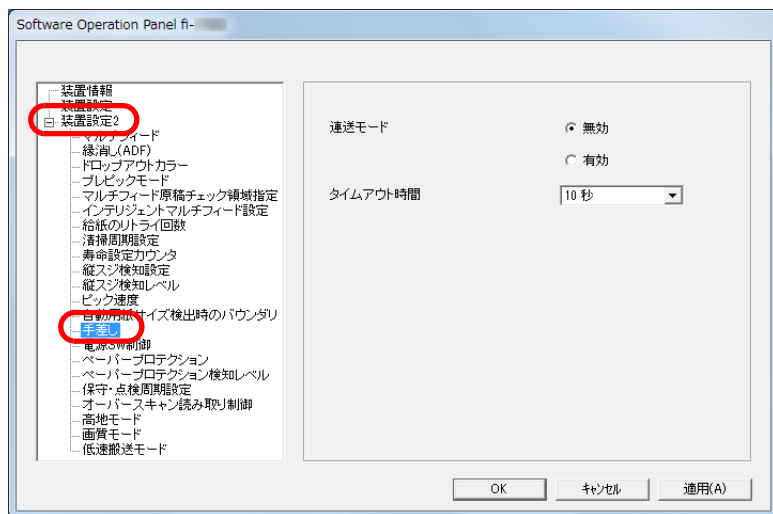 Software Operation Panel fi-
装置情報
装置設定
装置設定2
マルチフィード
縁消し(ADF)
ドロップアウトカラー
プレピックモード
マルチフィード原稿チェック領域指定
インテリジェントマルチフィード設定
給紙のリトライ回数
清掃周期設定
寿命設定カウンタ
縦スジ検知設定
縦スジ検知レベル
ピック速度
自動用紙サイズ検出時のバウンダリ
手差し
電源SW制御
ペーパープロテクション
ペーパープロテクション検知レベル
保守・点検周期設定
オーバースキャン読み取り制御
高地モード
画質モード
低速搬送モード
連送モード
無効
有効
タイムアウト時間
10 秒
OK
キャンセル
適用(A)